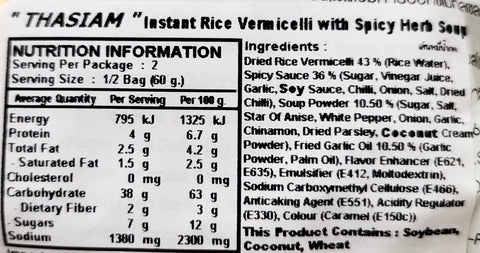 " THASIAM " Instant Rice Vermicelli with Spicy Herb Soup
NUTRITION INFORMATION
Serving Per Package : 2
Serving Size : 1/2 Bag (60 g.)
Average Quantity Per Serving Per 100 g.
Energy 795 kJ 1325 kJ
Protein 4 g 6.7 g
Total Fat 2.5 g 4.2 g
- Saturated Fat 1.5 g 2.5 g
Cholesterol 0 mg 0 mg
Carbohydrate 38 g 63 g
- Dietary Fiber 2 g 3 g
- Sugars 7 g 12 g
Sodium 1380 mg 2300 mg
Ingredients :
Dried Rice Vermicelli 43 % (Rice Water),
Spicy Sauce 36 % (Sugar, Vinegar Juice,
Garlic, Soy Sauce, Chilli, Onion, Salt, Dried
Chilli), Soup Powder 10.50 % (Sugar, Salt,
Star Of Anise, White Pepper, Onion, Garlic,
Chinamon, Dried Parsley, Coconut Cream
Powder), Fried Garlic Oil 10.50 % (Garlic
Powder, Palm Oil), Flavor Enhancer (E621,
E635), Emulsifier (E412, Moltodextrin),
Sodium Carboxymethyl Cellulose (E466),
Anticaking Agent (E551), Acidity Regulator
(E330), Colour (Caramel (E150c))
This Product Contains : Soybean,
Coconut, Wheat